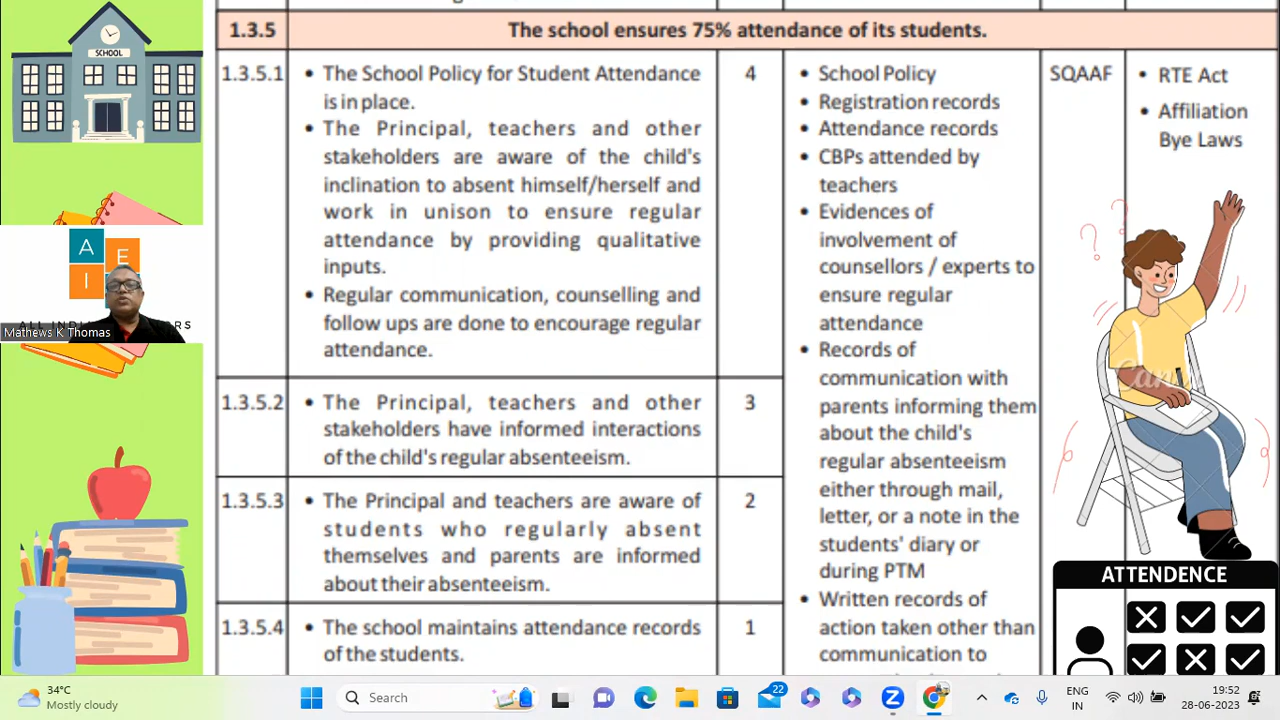 SCHOOL
A
E
I
Mathews K Thomas
1.3.5
The school ensures 75% attendance of its students.
1.3.5.1
• The School Policy for Student Attendance
is in place.
• The Principal, teachers and other
stakeholders are aware of the child's
inclination to absent himself/herself and
work in unison to ensure regular
attendance by providing qualitative
inputs.
• Regular communication, counselling and
follow ups are done to encourage regular
attendance.
4
• School Policy
• Registration records
• Attendance records
• CBPs attended by
teachers
• Evidences of
involvement of
counsellors / experts to
ensure regular
attendance
• Records of
communication with
parents informing them
about the child's
regular absenteeism
either through mail,
letter, or a note in the
students' diary or
during PTM
• Written records of
action taken other than
communication to
SQAAF
• RTE Act
• Affiliation
Bye Laws
1.3.5.2
• The Principal, teachers and other
stakeholders have informed interactions
of the child's regular absenteeism.
3
1.3.5.3
• The Principal and teachers are aware of
students who regularly absent
themselves and parents are informed
about their absenteeism.
2
1.3.5.4
• The school maintains attendance records
of the students.
1
ATTENDENCE
34°C
Mostly cloudy
Search
22
ENG
IN
19:52
28-06-2023